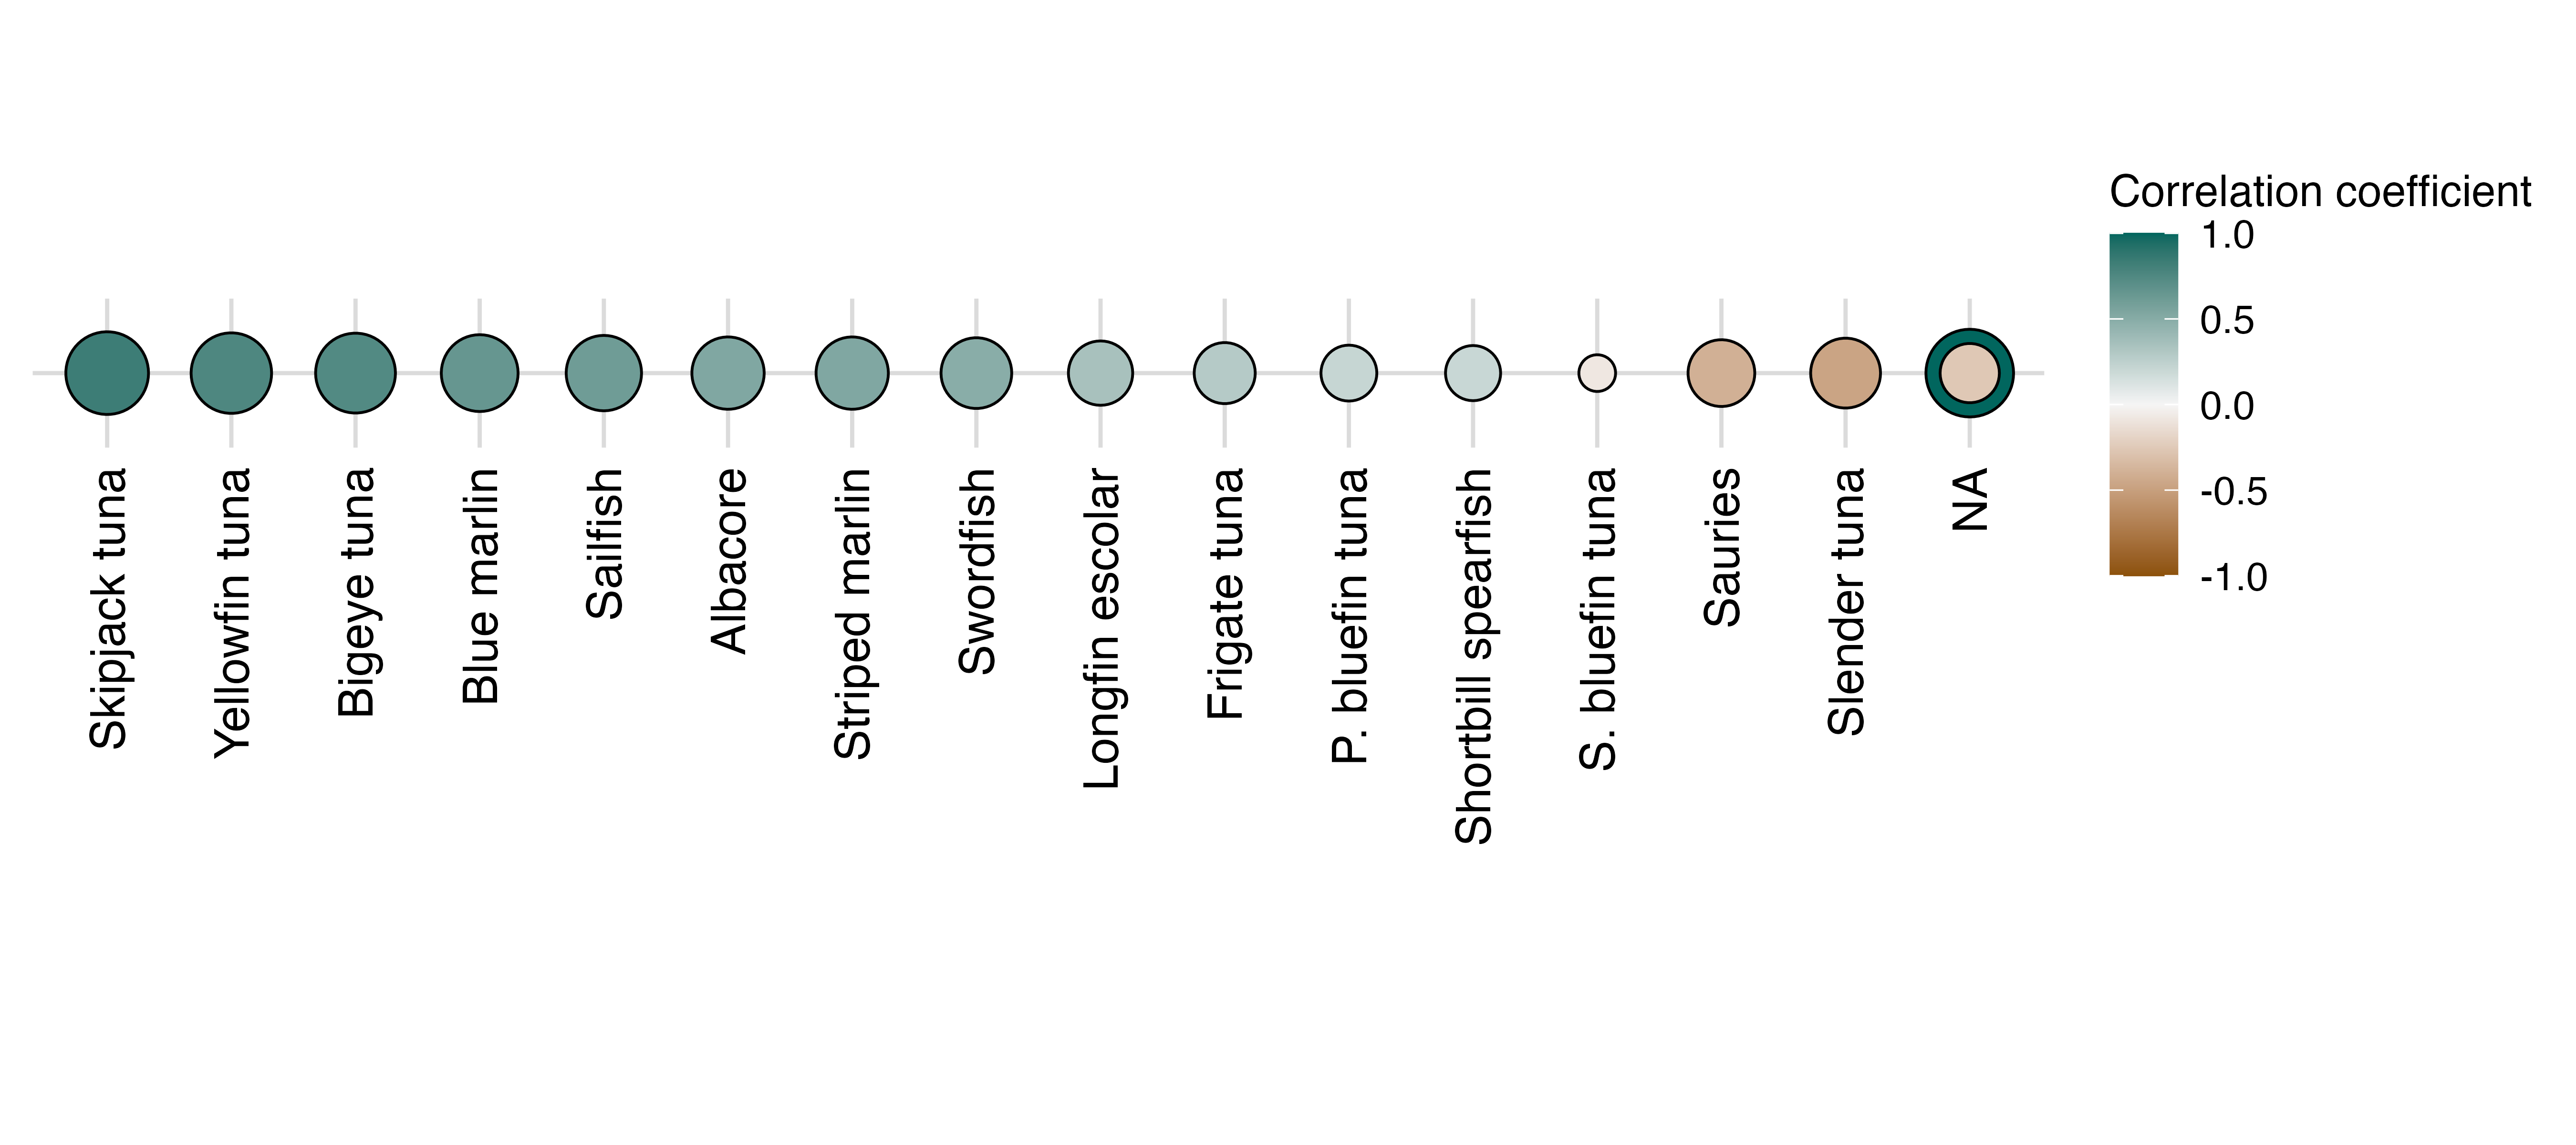 Correlation coefficient
1.0
0.5
0.0
-0.5
-1.0
Skipjack tuna
Yellowfin tuna
Bigeye tuna
Blue marlin
Sailfish
Albacore
Striped marlin
Swordfish
Longfin escolar
Frigate tuna
P. bluefin tuna
Shortbill spearfish
S. bluefin tuna
Sauries
Slender tuna
NA